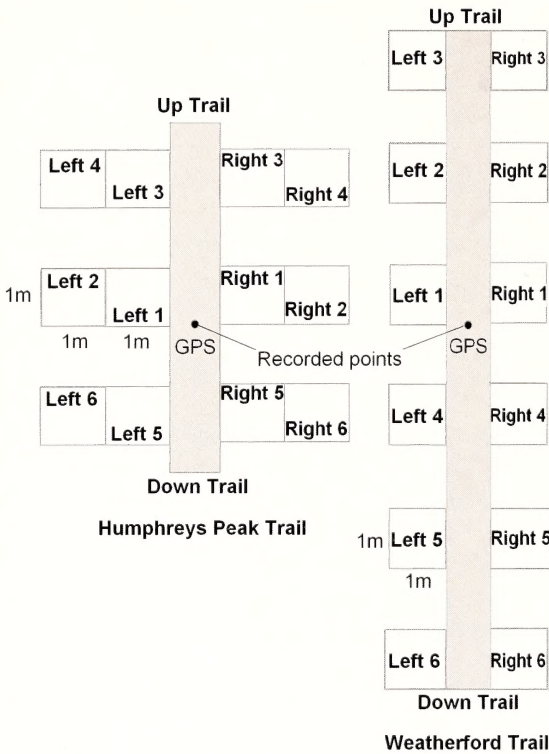 Up Trail
Left 4
Left 3
Right 3
Right 4
1m
Left 2
Left 1
Right 1
Right 2
1m
1m
GPS
Recorded points
Left 6
Left 5
Right 5
Right 6
Down Trail
Humphreys Peak Trail
Up Trail
Left 3
Right 3
Left 2
Right 2
Left 1
Right 1
GPS
Left 4
Right 4
1m
Left 5
Right 5
1m
Left 6
Right 6
Down Trail
Weatherford Trail